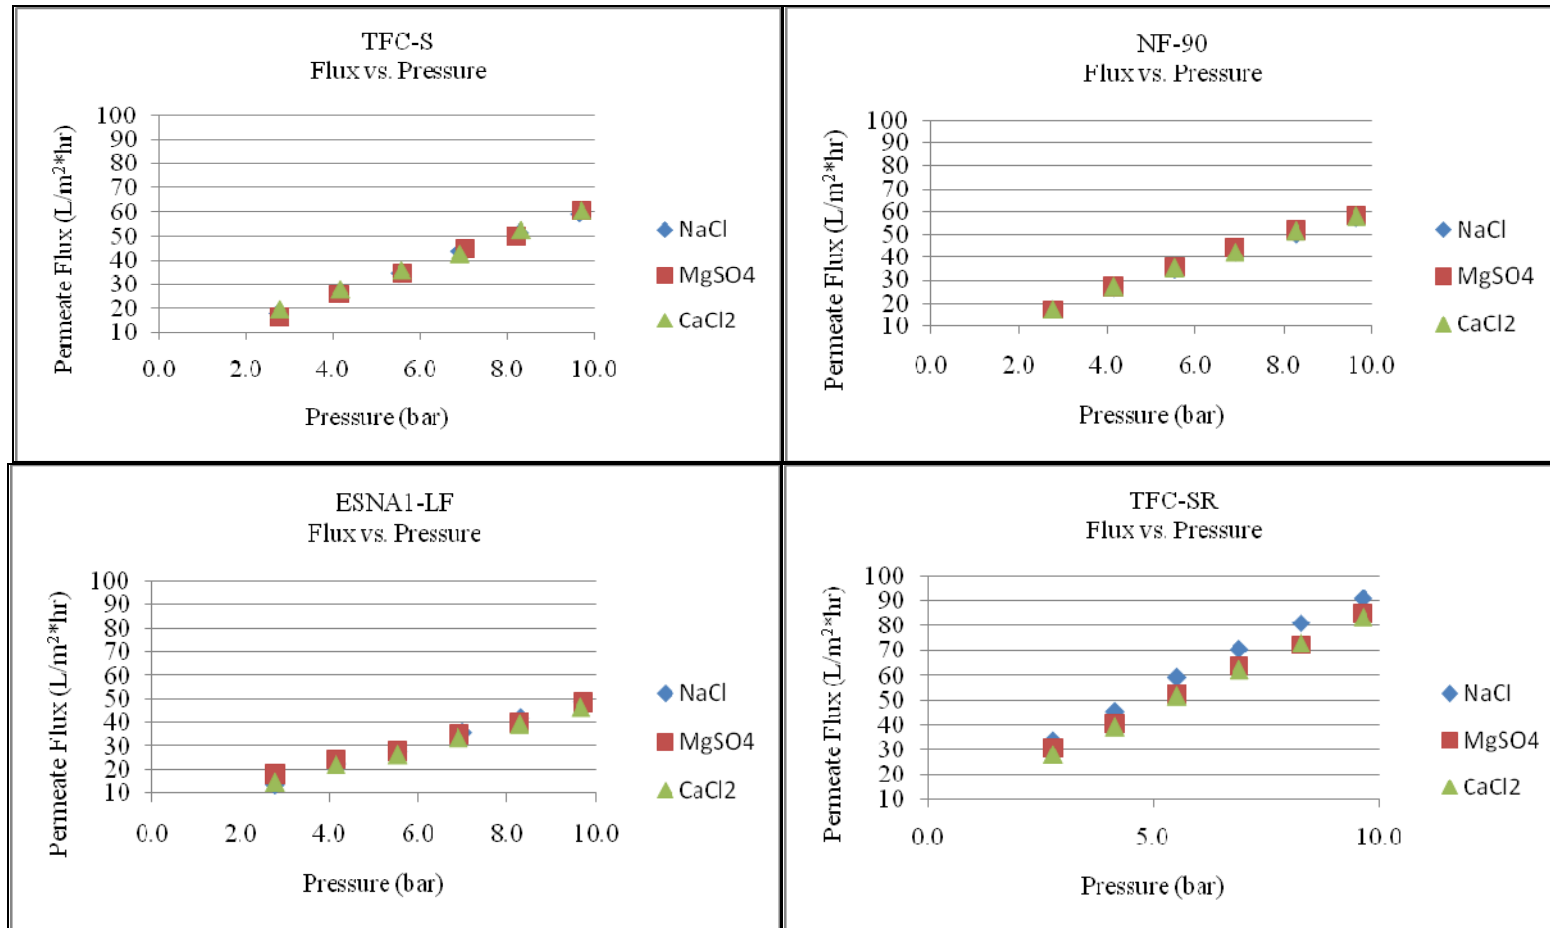 TFC-S
Flux vs. Pressure
Permeate Flux (L/m²*hr)
100
90
80
70
60
50
40
30
20
10
0.0 2.0 4.0 6.0 8.0 10.0
Pressure (bar)
NaCl
MgSO4
CaCl2
NF-90
Flux vs. Pressure
Permeate Flux (L/m²*hr)
100
90
80
70
60
50
40
30
20
10
0.0 2.0 4.0 6.0 8.0 10.0
Pressure (bar)
NaCl
MgSO4
CaCl2
ESNA1-LF
Flux vs. Pressure
Permeate Flux (L/m²*hr)
100
90
80
70
60
50
40
30
20
10
0.0 2.0 4.0 6.0 8.0 10.0
Pressure (bar)
NaCl
MgSO4
CaCl2
TFC-SR
Flux vs. Pressure
Permeate Flux (L/m²*hr)
100
90
80
70
60
50
40
30
20
10
0.0 5.0 10.0
Pressure (bar)
NaCl
MgSO4
CaCl2